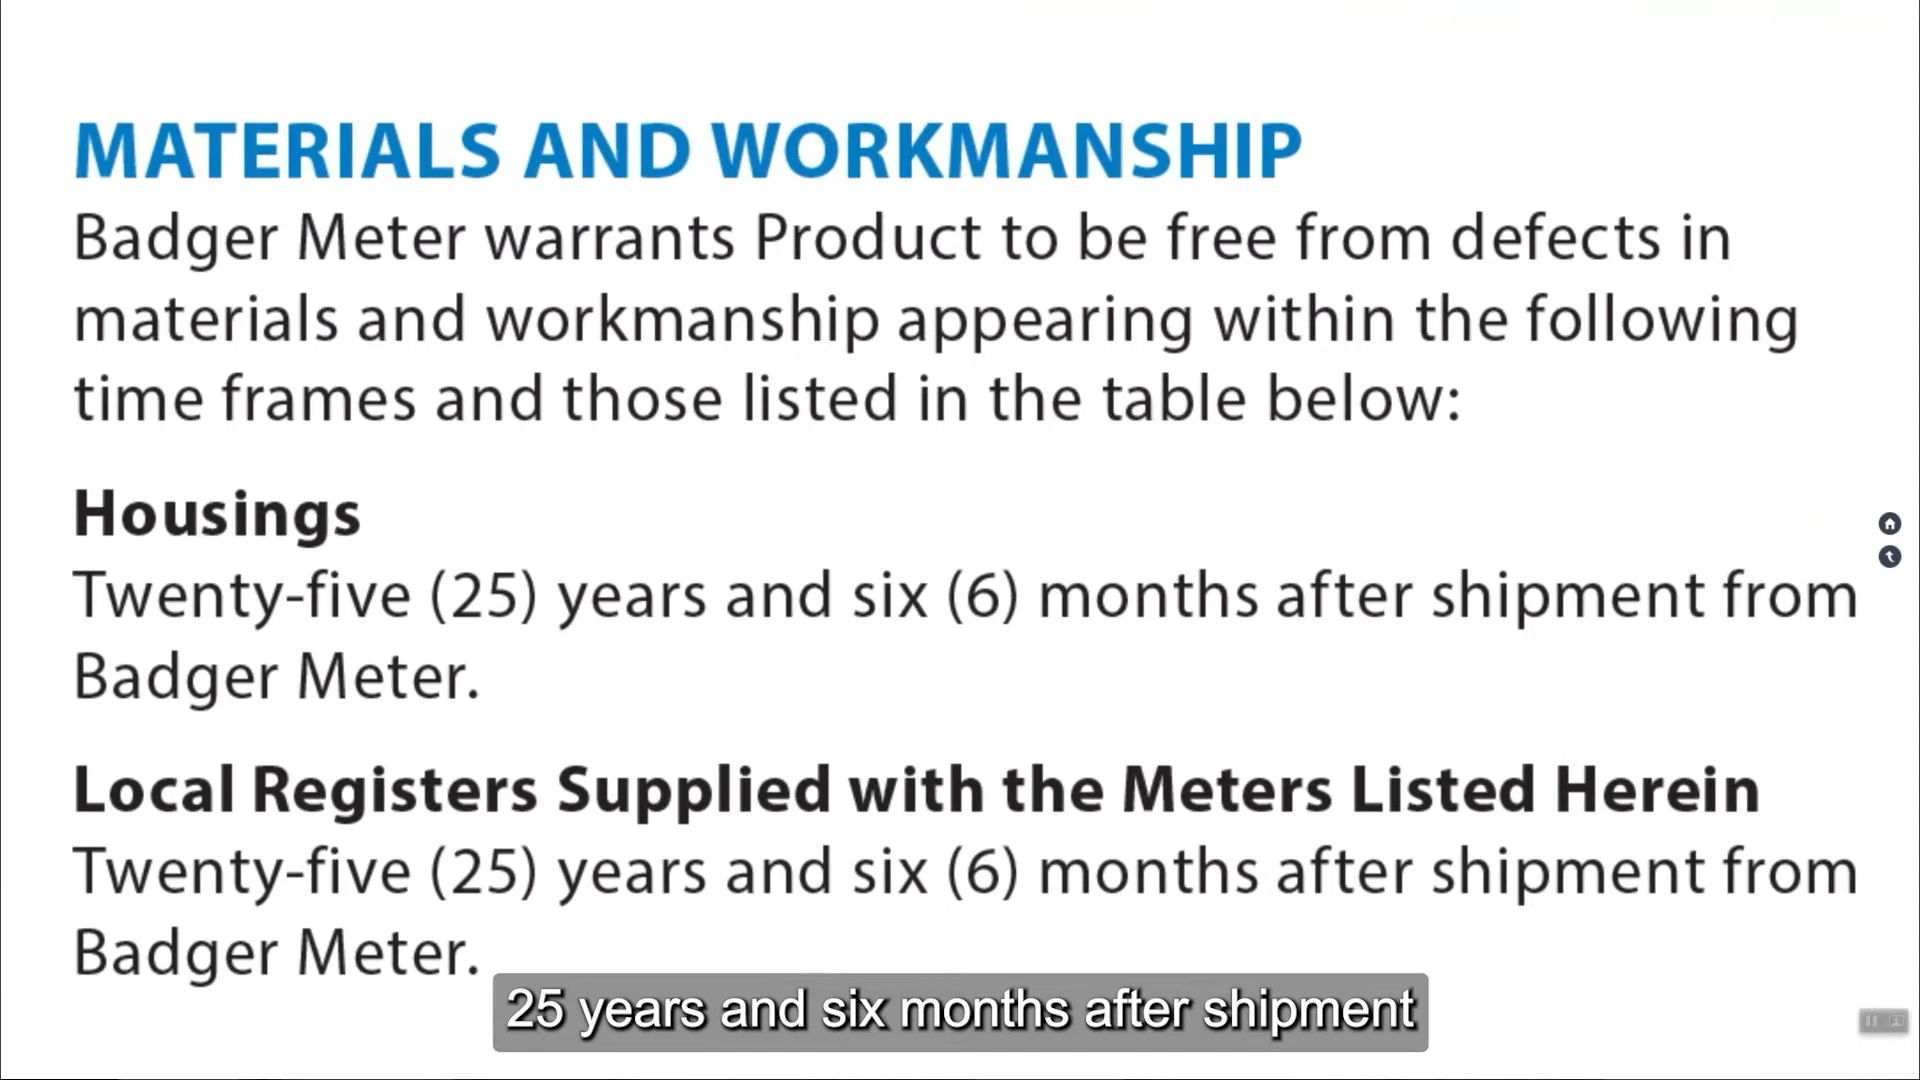 MATERIALS AND WORKMANSHIP
Badger Meter warrants Product to be free from defects in
materials and workmanship appearing within the following
time frames and those listed in the table below:
Housings
Twenty-five (25) years and six (6) months after shipment from
Badger Meter.
Local Registers Supplied with the Meters Listed Herein
Twenty-five (25) years and six (6) months after shipment from
Badger Meter.
25 years and six months after shipment